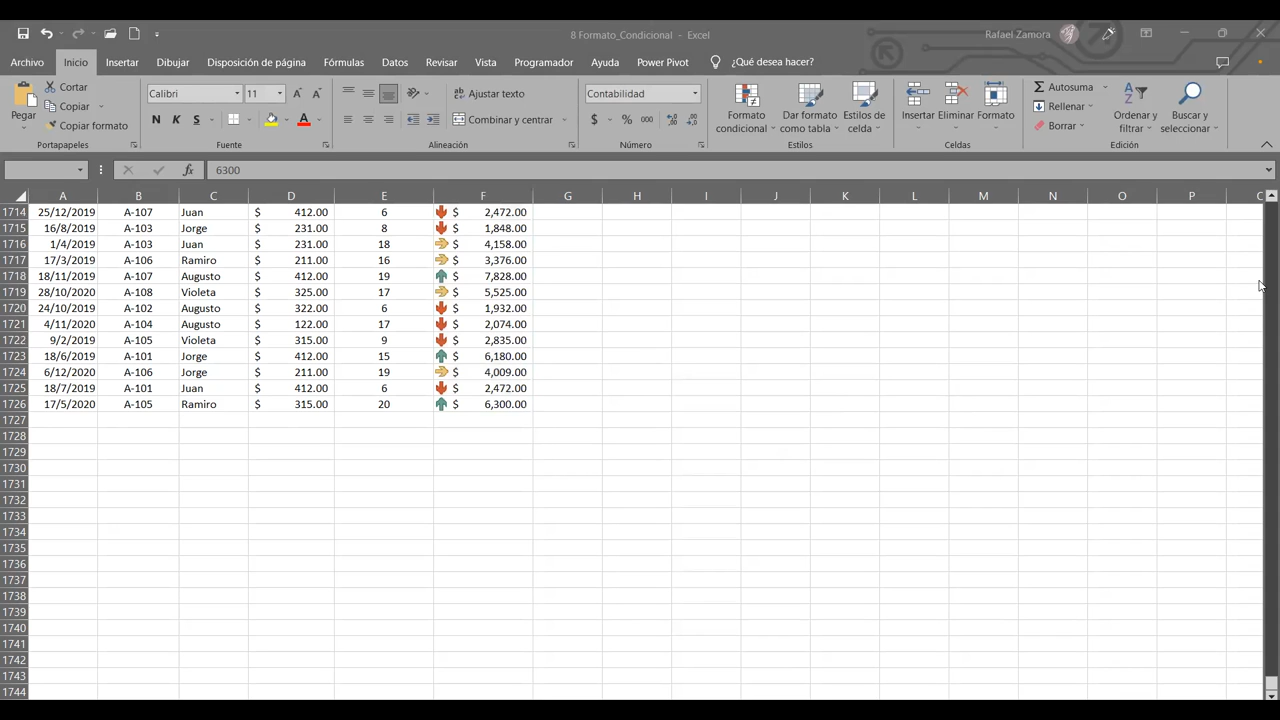 8 Formato_Condicional - Excel
Rafael Zamora
Archivo Inicio Insertar Dibujar Disposición de página Fórmulas Datos Revisar Vista Programador Ayuda Power Pivot ¿Qué desea hacer?
Pegar
Cortar
Copiar
Copiar formato
Portapapeles
Calibri 11
N K S
Fuente
Ajustar texto
Combinar y centrar
Alineación
Contabilidad
$ % 000
Número
Formato condicional
Dar formato como tabla
Estilos de celda
Estilos
Insertar Eliminar Formato
Celdas
Autosuma
Rellenar
Borrar
Ordenar y filtrar
Buscar y seleccionar
Edición
fx 6300
A B C D E F G H I J K L M N O P
1714 25/12/2019 A-107 Juan $ 412.00 6 $ 2,472.00
1715 16/8/2019 A-103 Jorge $ 231.00 8 $ 1,848.00
1716 1/4/2019 A-103 Juan $ 231.00 18 $ 4,158.00
1717 17/3/2019 A-106 Ramiro $ 211.00 16 $ 3,376.00
1718 18/11/2019 A-107 Augusto $ 412.00 19 $ 7,828.00
1719 28/10/2020 A-108 Violeta $ 325.00 17 $ 5,525.00
1720 24/10/2019 A-102 Augusto $ 322.00 6 $ 1,932.00
1721 4/11/2020 A-104 Augusto $ 122.00 17 $ 2,074.00
1722 9/2/2019 A-105 Violeta $ 315.00 9 $ 2,835.00
1723 18/6/2019 A-101 Jorge $ 412.00 15 $ 6,180.00
1724 6/12/2020 A-106 Jorge $ 211.00 19 $ 4,009.00
1725 18/7/2019 A-101 Juan $ 412.00 6 $ 2,472.00
1726 17/5/2020 A-105 Ramiro $ 315.00 20 $ 6,300.00
1727
1728
1729
1730
1731
1732
1733
1734
1735
1736
1737
1738
1739
1740
1741
1742
1743
1744